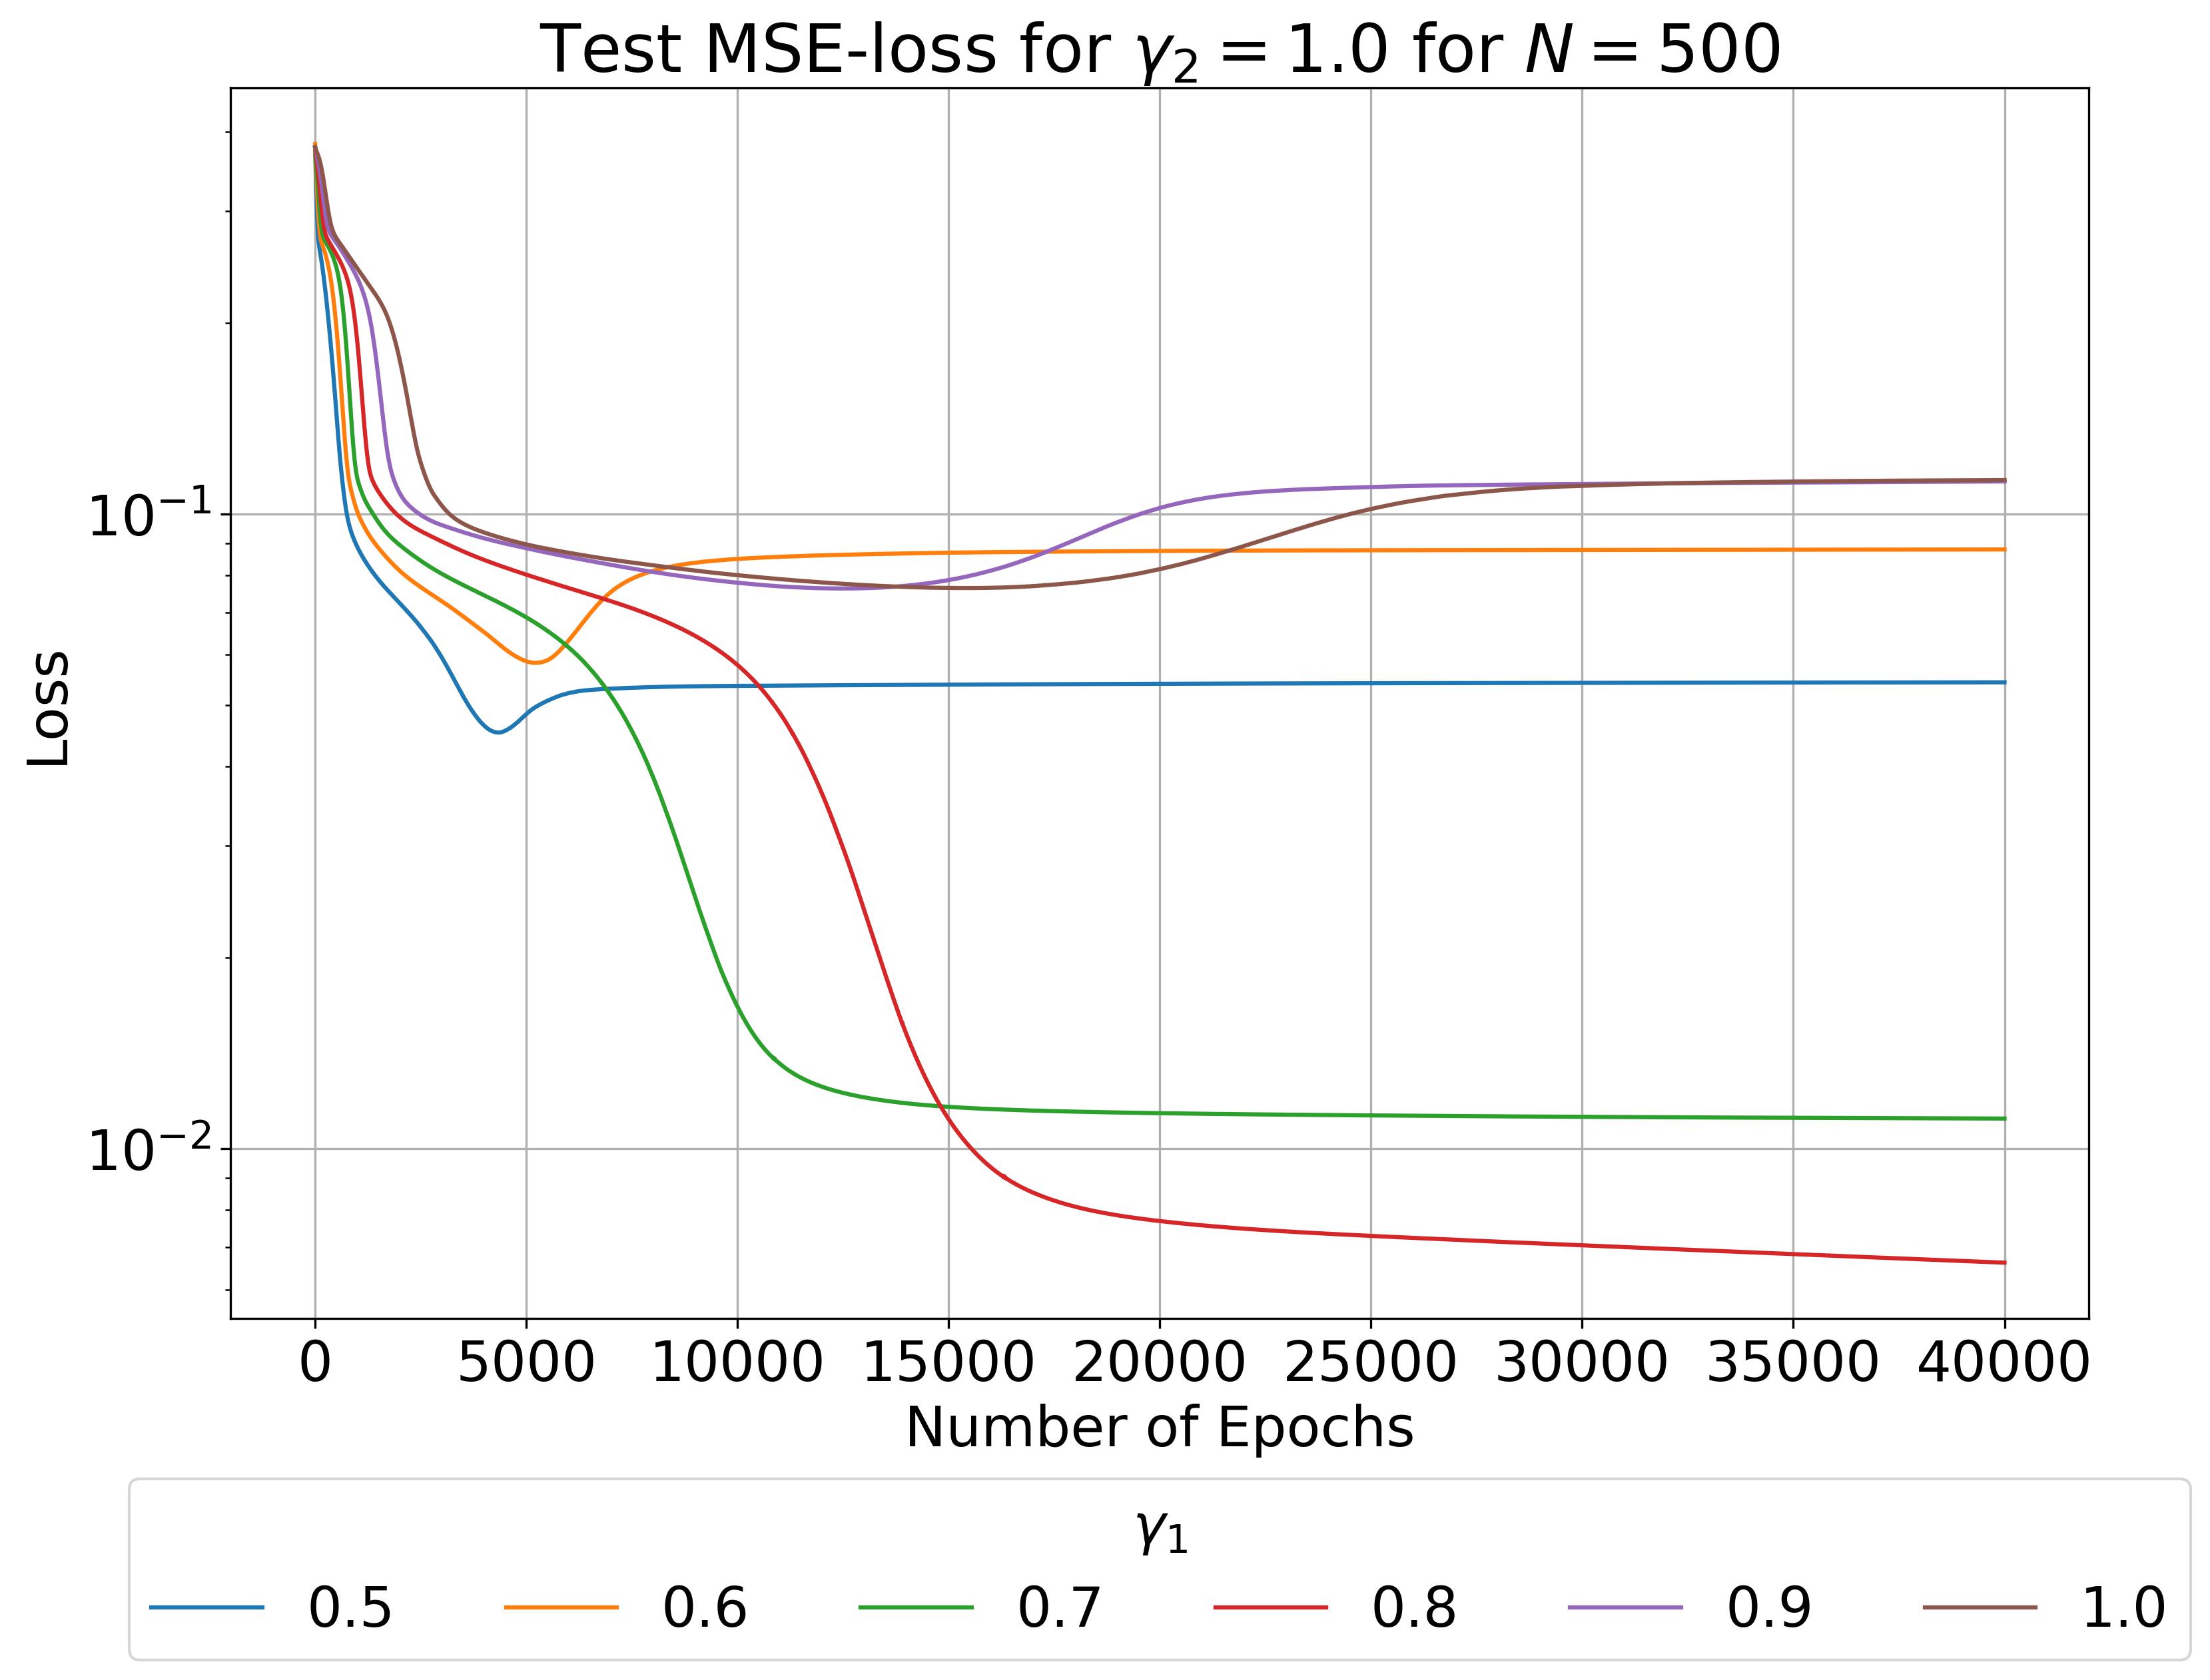 Test MSE-loss for γ₂ = 1.0 for N = 500
Loss
10⁻¹
10⁻²
0 5000 10000 15000 20000 25000 30000 35000 40000
Number of Epochs
γ₁
0.5 0.6 0.7 0.8 0.9 1.0